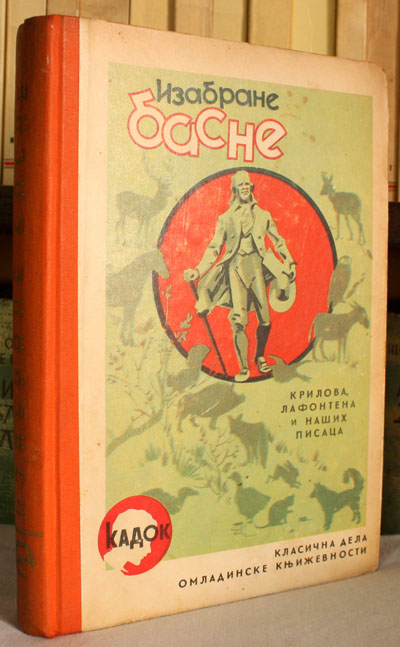 Изабране
басне
КРИЛОВА,
ЛАФОНТЕНА
И НАШИХ
ПИСАЦА
КАДОК
КЛАСИЧНА ДЕЛА
ОМЛАДИНСКЕ КЊИЖЕВНОСТИ